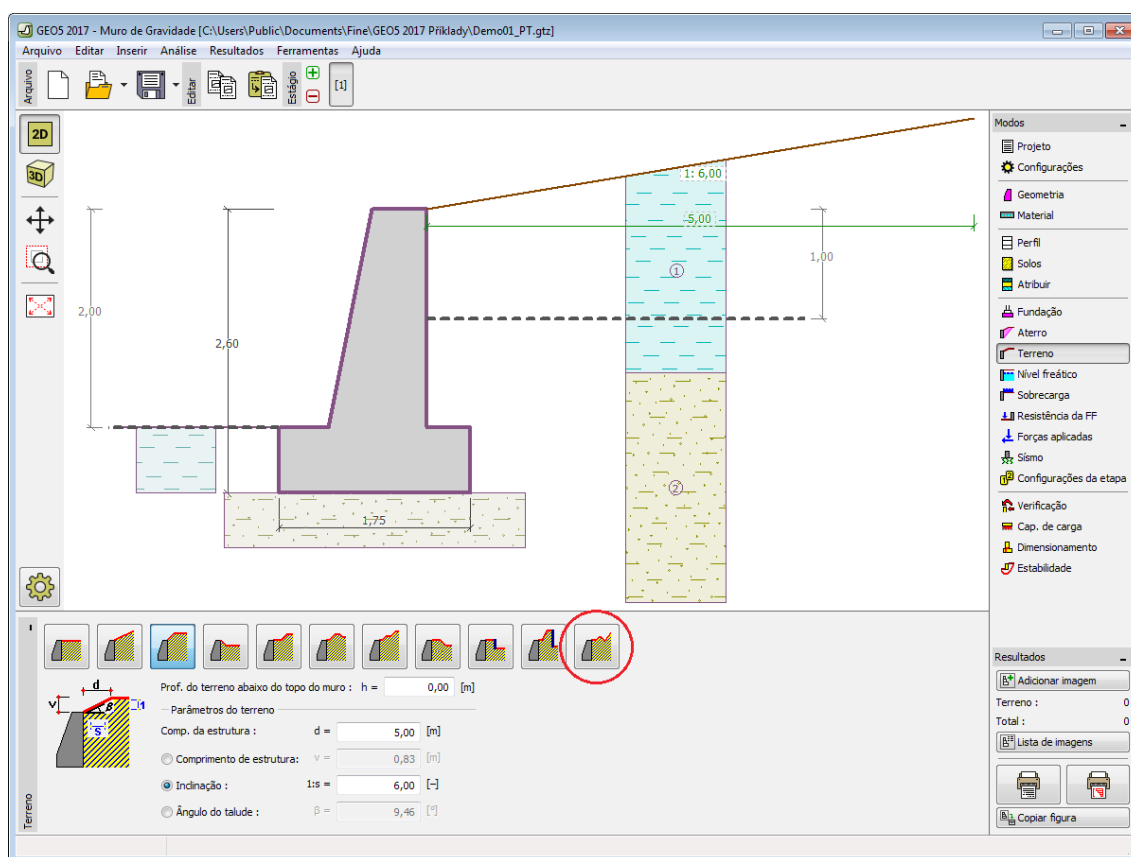 GEO5 2017 - Muro de Gravidade [C:\Users\Public\Documents\Fine\GEO5 2017 Příklady\Demo01_PT.gtz]
Arquivo Editar Inserir Análise Resultados Ferramentas Ajuda
Arquivo
Editar
Estágio
[1]
2D
3D
1: 6,00
5,00
1,00
2,00
2,60
1
2
1,75
Modos
Projeto
Configurações
Geometria
Material
Perfil
Solos
Atribuir
Fundação
Aterro
Terreno
Nível freático
Sobrecarga
Resistência da FF
Forças aplicadas
Sísmo
Configurações da etapa
Verificação
Cap. de carga
Dimensionamento
Estabilidade
Terreno
d
v
β
1
s
Prof. do terreno abaixo do topo do muro : h = 0,00 [m]
Parâmetros do terreno
Comp. da estrutura : d = 5,00 [m]
Comprimento de estrutura: v = 0,83 [m]
Inclinação : 1:s = 6,00 [-]
Ângulo do talude : β = 9,46 [°]
Resultados
Adicionar imagem
Terreno : 0
Total : 0
Lista de imagens
Copiar figura